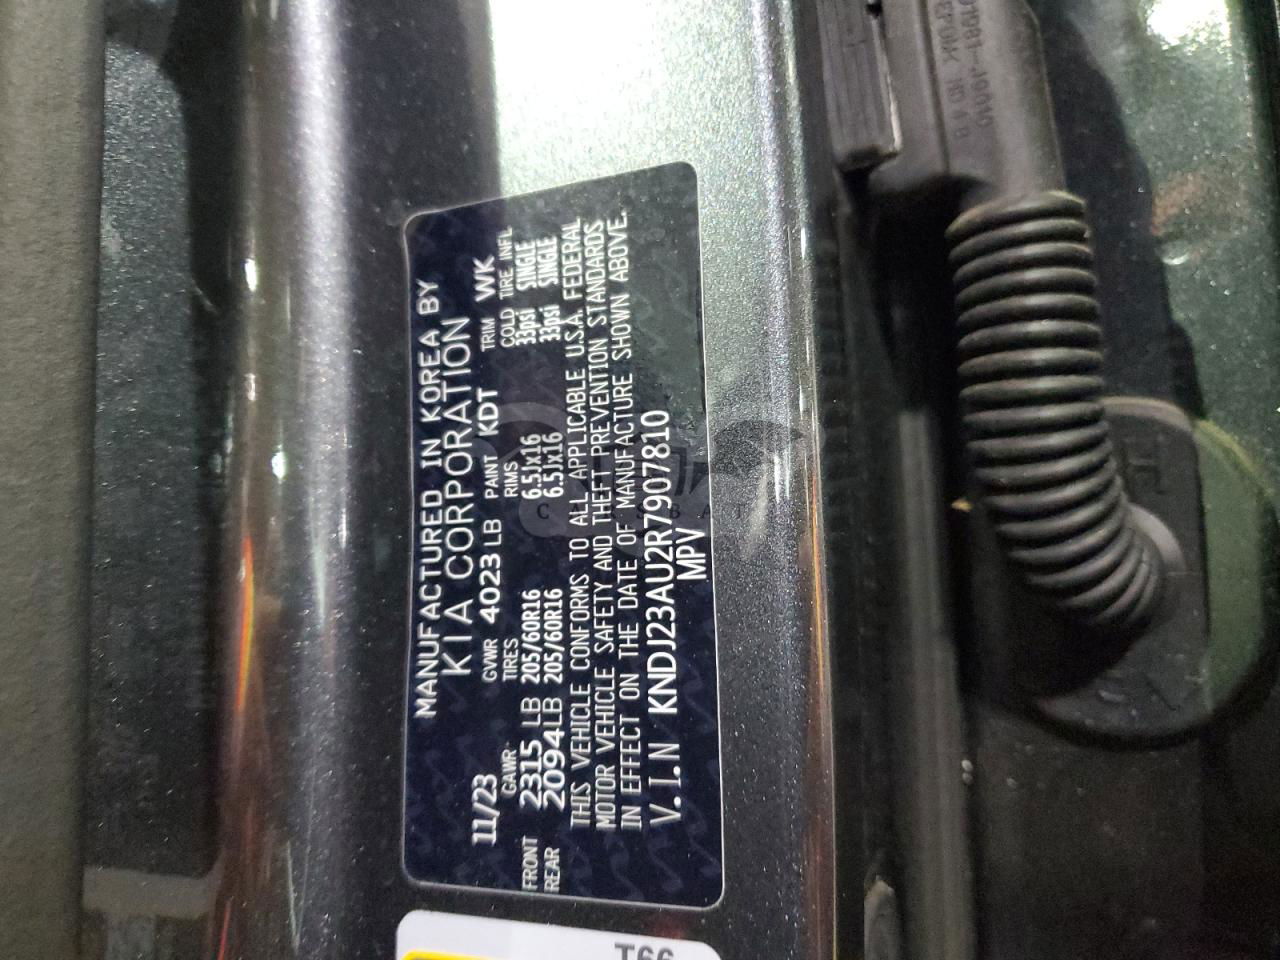 MANUFACTURED IN KOREA BY
KIA CORPORATION
11/23 GVWR 4023 LB PAINT KDT TRIM WK
GAWR TIRES RIMS COLD TIRE INFL
FRONT 2315 LB 205/60R16 6.5Jx16 33psi SINGLE
REAR 2094LB 205/60R16 6.5Jx16 33psi SINGLE
THIS VEHICLE CONFORMS TO ALL APPLICABLE U.S.A. FEDERAL
MOTOR VEHICLE SAFETY AND THEFT PREVENTION STANDARDS
IN EFFECT ON THE DATE OF MANUFACTURE SHOWN ABOVE.
V.I.N KNDJ23AU2R7907810
MPV
T66